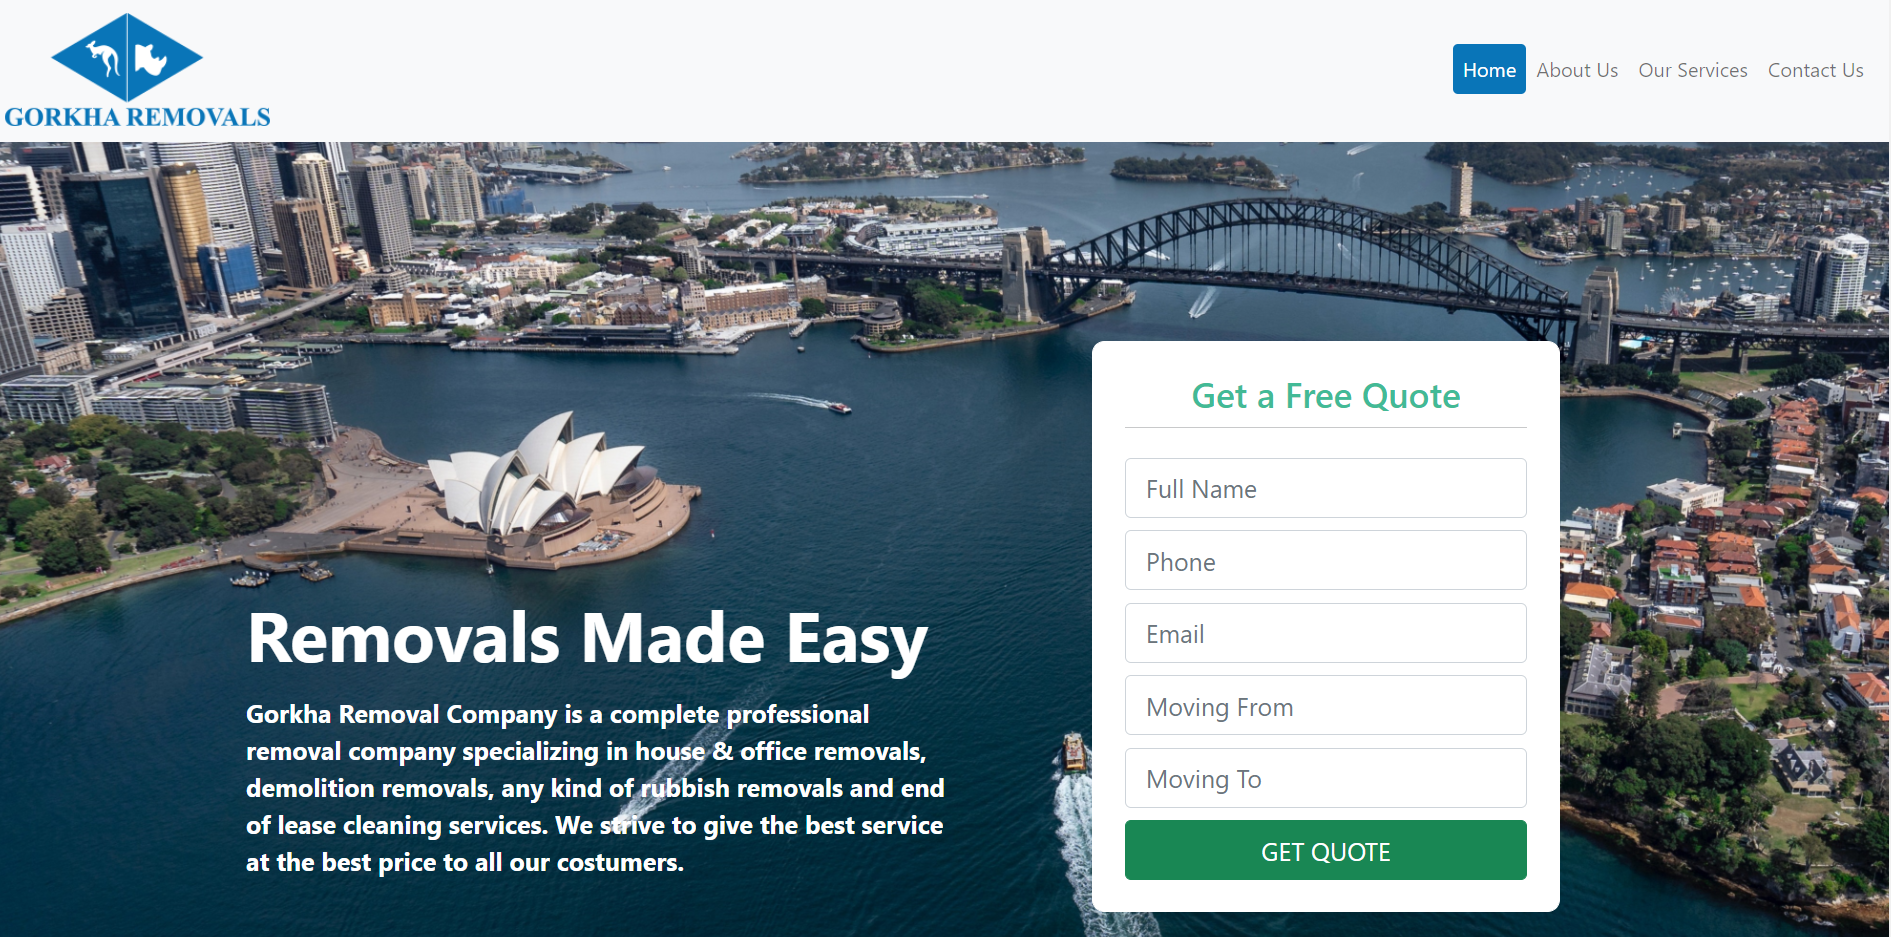 GORKHA REMOVALS
Home About Us Our Services Contact Us
Removals Made Easy
Gorkha Removal Company is a complete professional
removal company specializing in house & office removals,
demolition removals, any kind of rubbish removals and end
of lease cleaning services. We strive to give the best service
at the best price to all our costumers.
Get a Free Quote
Full Name
Phone
Email
Moving From
Moving To
GET QUOTE